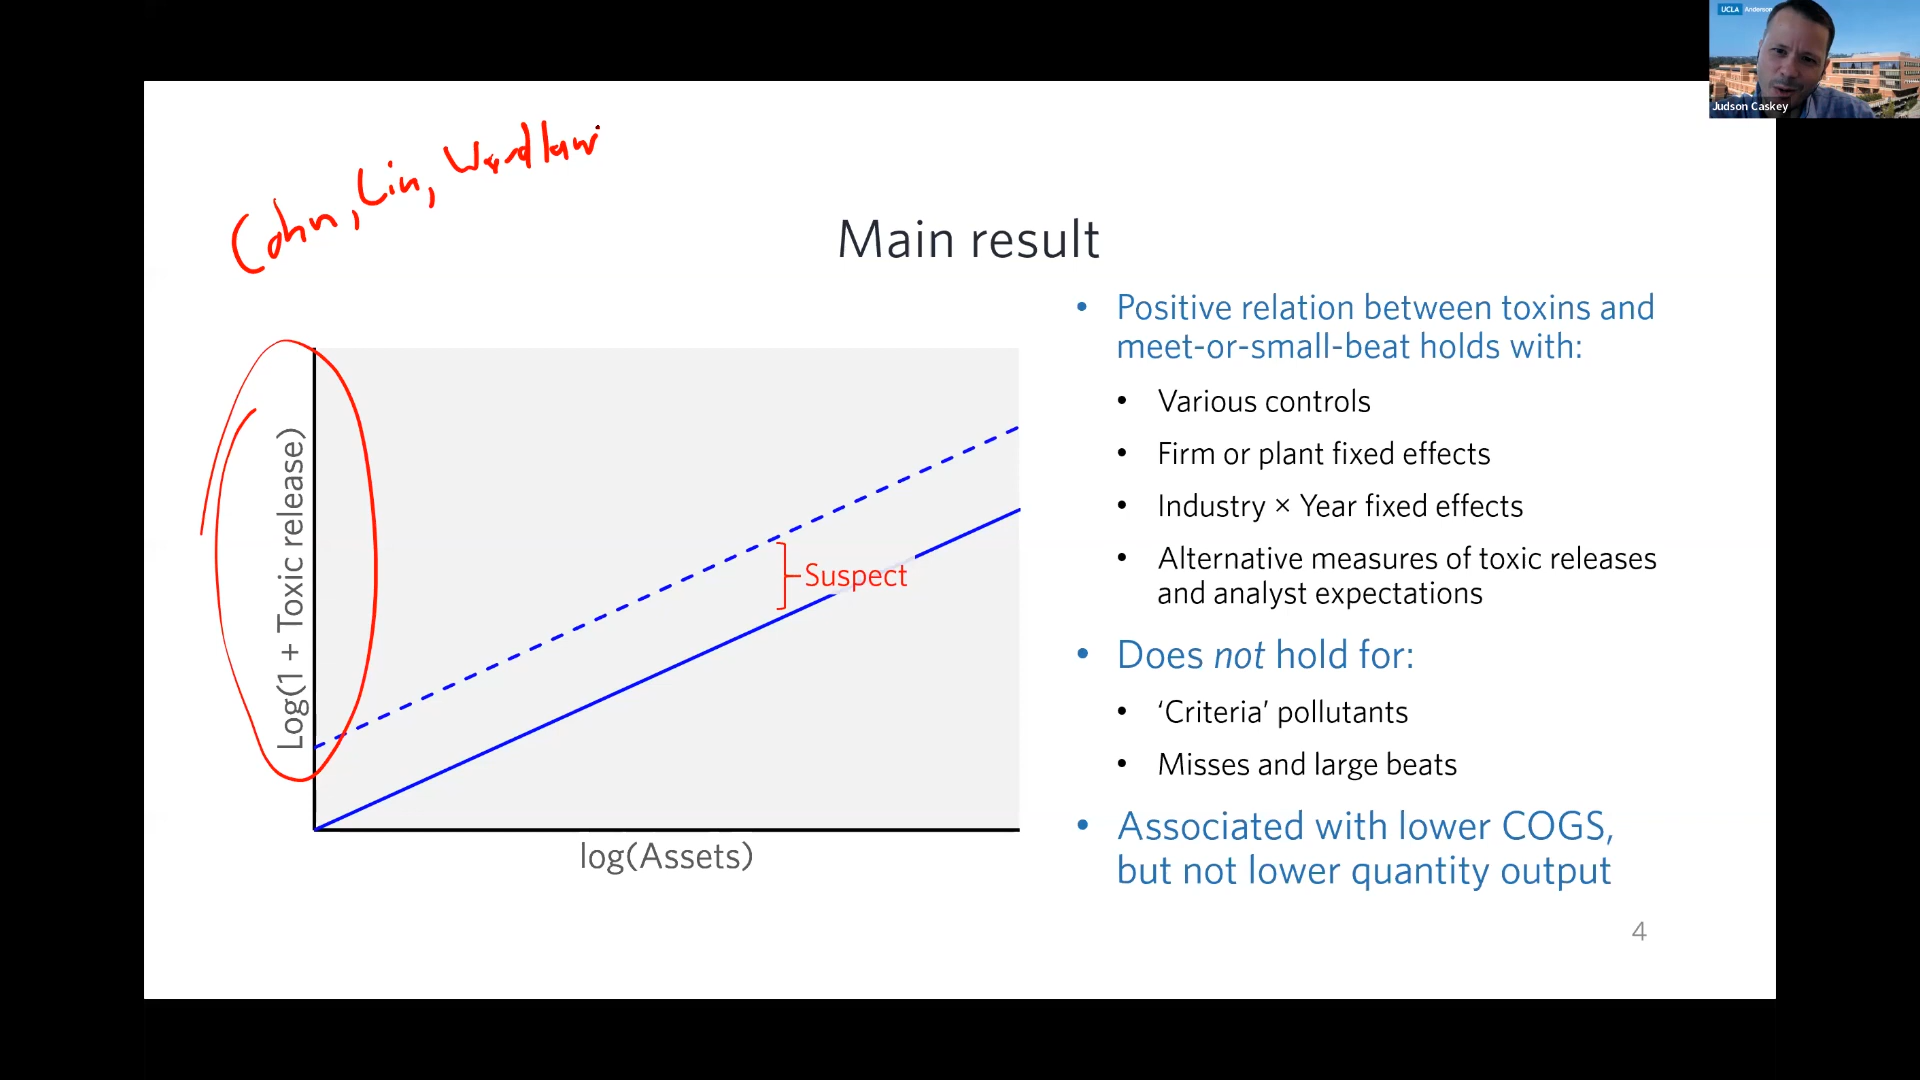 UCLA Anderson
Judson Caskey
Cohn, Lin, Wardlaw
Main result
Log(1 + Toxic release)
Suspect
log(Assets)
• Positive relation between toxins and
meet-or-small-beat holds with:
• Various controls
• Firm or plant fixed effects
• Industry × Year fixed effects
• Alternative measures of toxic releases
and analyst expectations
• Does not hold for:
• ‘Criteria’ pollutants
• Misses and large beats
• Associated with lower COGS,
but not lower quantity output
4